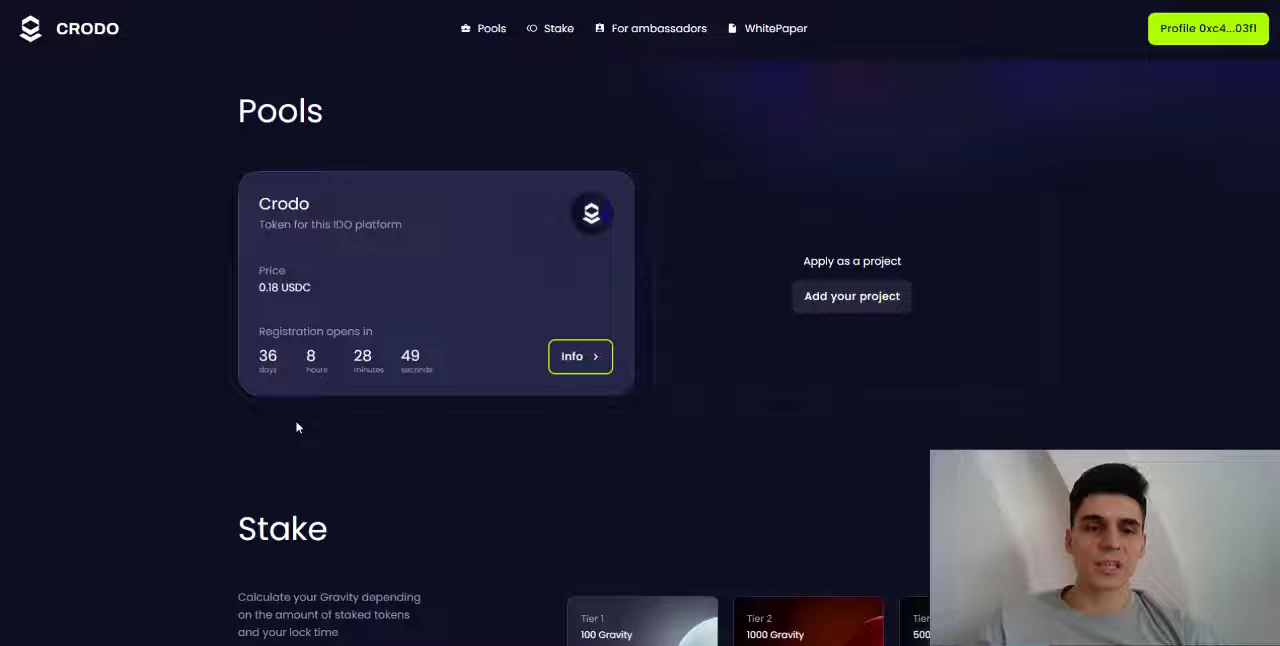 CRODO
Pools
Stake
For ambassadors
WhitePaper
Profile 0xc4...03f1
Pools
Crodo
Token for this IDO platform
Price
0.18 USDC
Registration opens in
36 8 28 49
days hours minutes seconds
Info
Apply as a project
Add your project
Stake
Calculate your Gravity depending
on the amount of staked tokens
and your lock time
Tier 1
100 Gravity
Tier 2
1000 Gravity
Tier
500